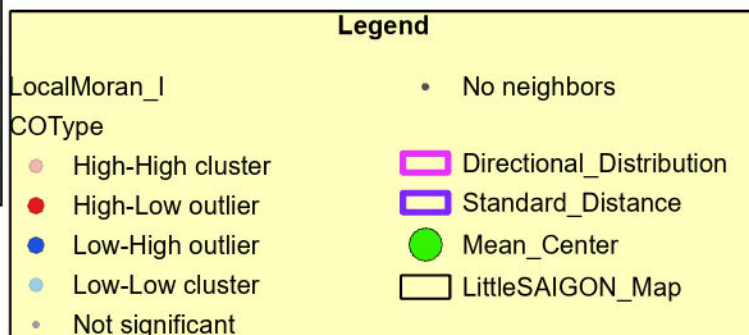 Legend
LocalMoran_I
COType
High-High cluster
High-Low outlier
Low-High outlier
Low-Low cluster
Not significant
No neighbors
Directional_Distribution
Standard_Distance
Mean_Center
LittleSAIGON_Map